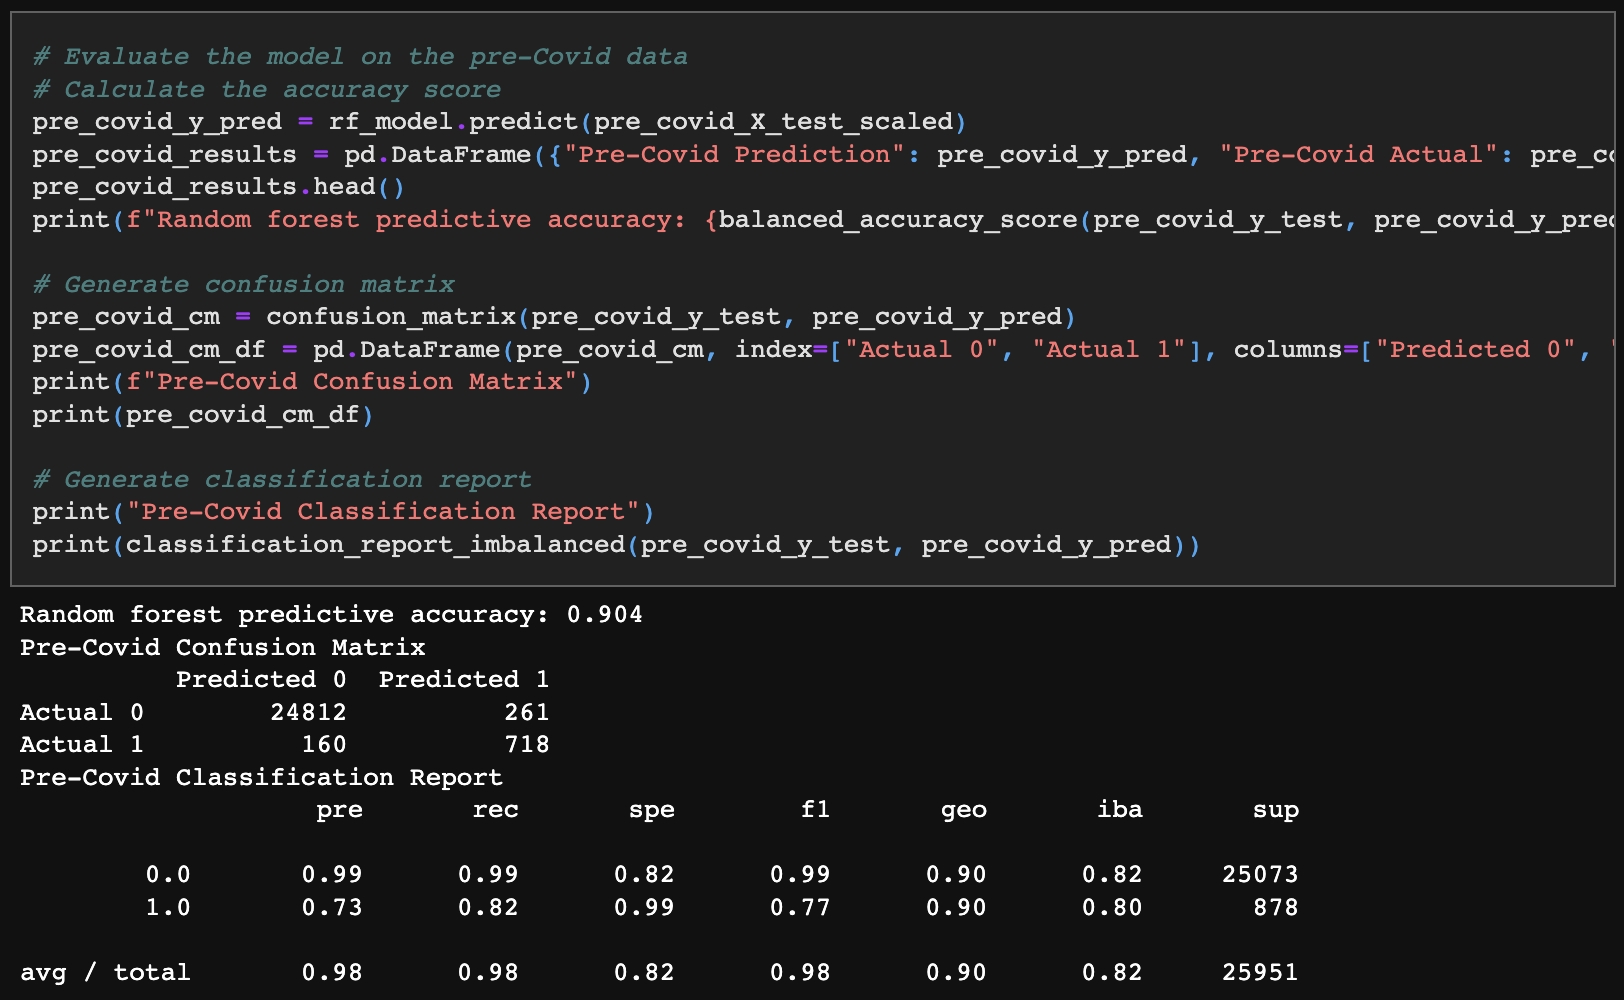 # Evaluate the model on the pre-Covid data
# Calculate the accuracy score
pre_covid_y_pred = rf_model.predict(pre_covid_X_test_scaled)
pre_covid_results = pd.DataFrame({"Pre-Covid Prediction": pre_covid_y_pred, "Pre-Covid Actual":
pre_covid_results.head()
print(f"Random forest predictive accuracy: {balanced_accuracy_score(pre_covid_y_test,
# Generate confusion matrix
pre_covid_cm = confusion_matrix(pre_covid_y_test, pre_covid_y_pred)
pre_covid_cm_df = pd.DataFrame(pre_covid_cm, index=["Actual 0", "Actual 1"], columns=["Predicted 0", "
print(f"Pre-Covid Confusion Matrix")
print(pre_covid_cm_df)
# Generate classification report
print("Pre-Covid Classification Report")
print(classification_report_imbalanced(pre_covid_y_test, pre_covid_y_pred))
Random forest predictive accuracy: 0.904
Pre-Covid Confusion Matrix
Predicted 0 Predicted 1
Actual 0 24812 261
Actual 1 160 718
Pre-Covid Classification Report
pre rec spe f1 geo iba sup
0.0 0.99 0.99 0.82 0.99 0.90 0.82 25073
1.0 0.73 0.82 0.99 0.77 0.90 0.80 878
avg / total 0.98 0.98 0.82 0.98 0.90 0.82 25951